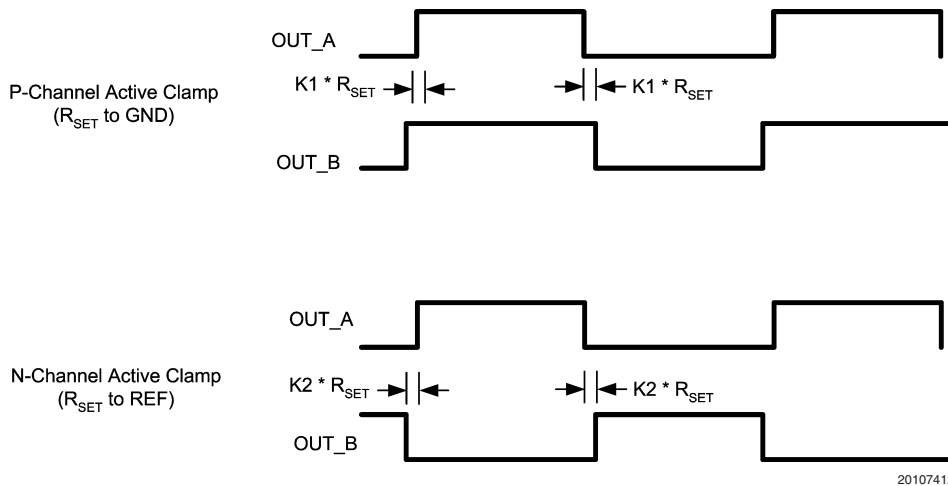 OUT_A
K1 * RSET
K1 * RSET
P-Channel Active Clamp
(RSET to GND)
OUT_B
OUT_A
N-Channel Active Clamp
(RSET to REF)
K2 * RSET
K2 * RSET
OUT_B
2010741